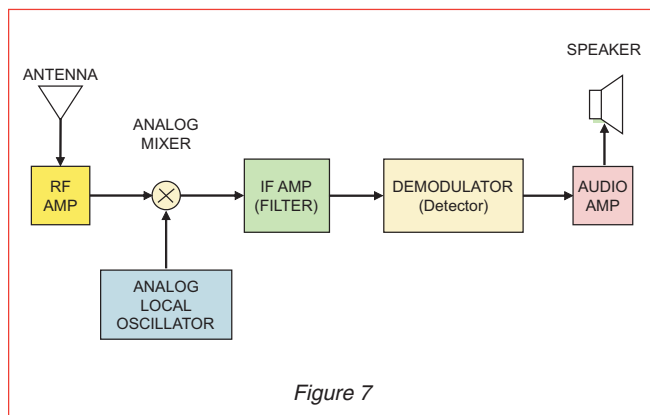 SPEAKER
ANTENNA
ANALOG
MIXER
RF
AMP
IF AMP
(FILTER)
DEMODULATOR
(Detector)
AUDIO
AMP
ANALOG
LOCAL
OSCILLATOR
Figure 7